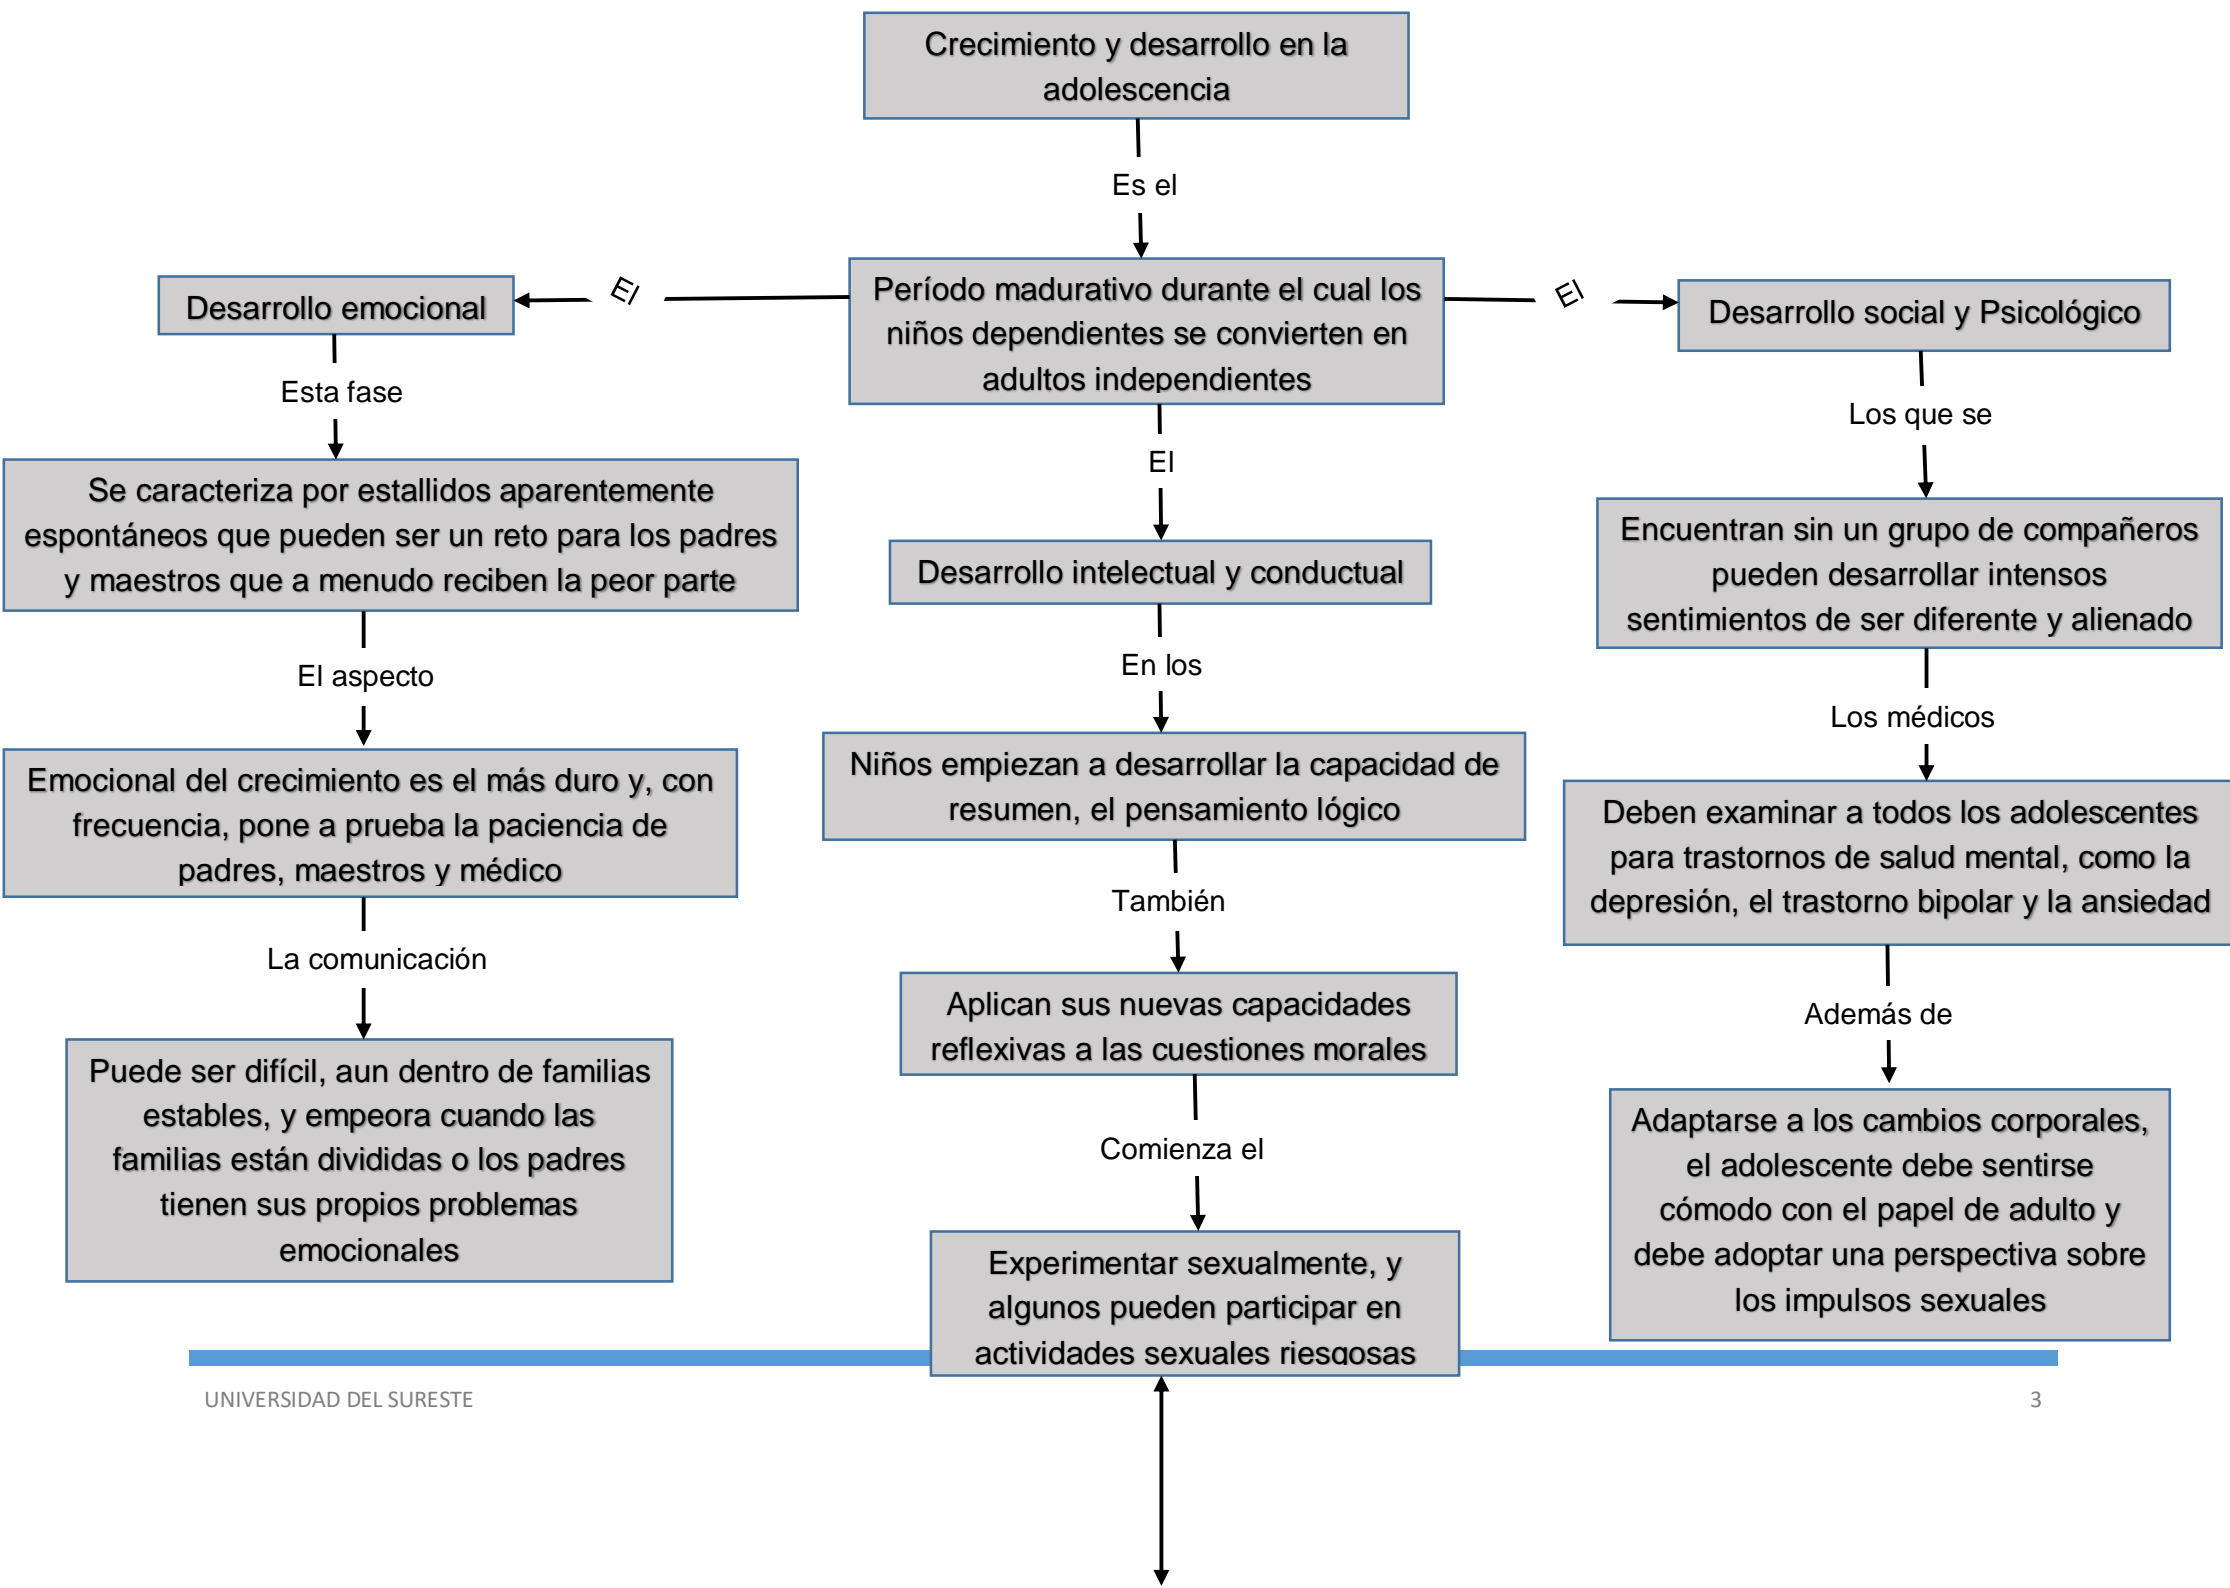 Crecimiento y desarrollo en la
adolescencia
Es el
Período madurativo durante el cual los
niños dependientes se convierten en
adultos independientes
El
Desarrollo emocional
Esta fase
Se caracteriza por estallidos aparentemente
espontáneos que pueden ser un reto para los padres
y maestros que a menudo reciben la peor parte
El aspecto
Emocional del crecimiento es el más duro y, con
frecuencia, pone a prueba la paciencia de
padres, maestros y médico
La comunicación
Puede ser difícil, aun dentro de familias
estables, y empeora cuando las
familias están divididas o los padres
tienen sus propios problemas
emocionales
El
Desarrollo intelectual y conductual
En los
Niños empiezan a desarrollar la capacidad de
resumen, el pensamiento lógico
También
Aplican sus nuevas capacidades
reflexivas a las cuestiones morales
Comienza el
Experimentar sexualmente, y
algunos pueden participar en
actividades sexuales riesgosas
El
Desarrollo social y Psicológico
Los que se
Encuentran sin un grupo de compañeros
pueden desarrollar intensos
sentimientos de ser diferente y alienado
Los médicos
Deben examinar a todos los adolescentes
para trastornos de salud mental, como la
depresión, el trastorno bipolar y la ansiedad
Además de
Adaptarse a los cambios corporales,
el adolescente debe sentirse
cómodo con el papel de adulto y
debe adoptar una perspectiva sobre
los impulsos sexuales
UNIVERSIDAD DEL SURESTE
3